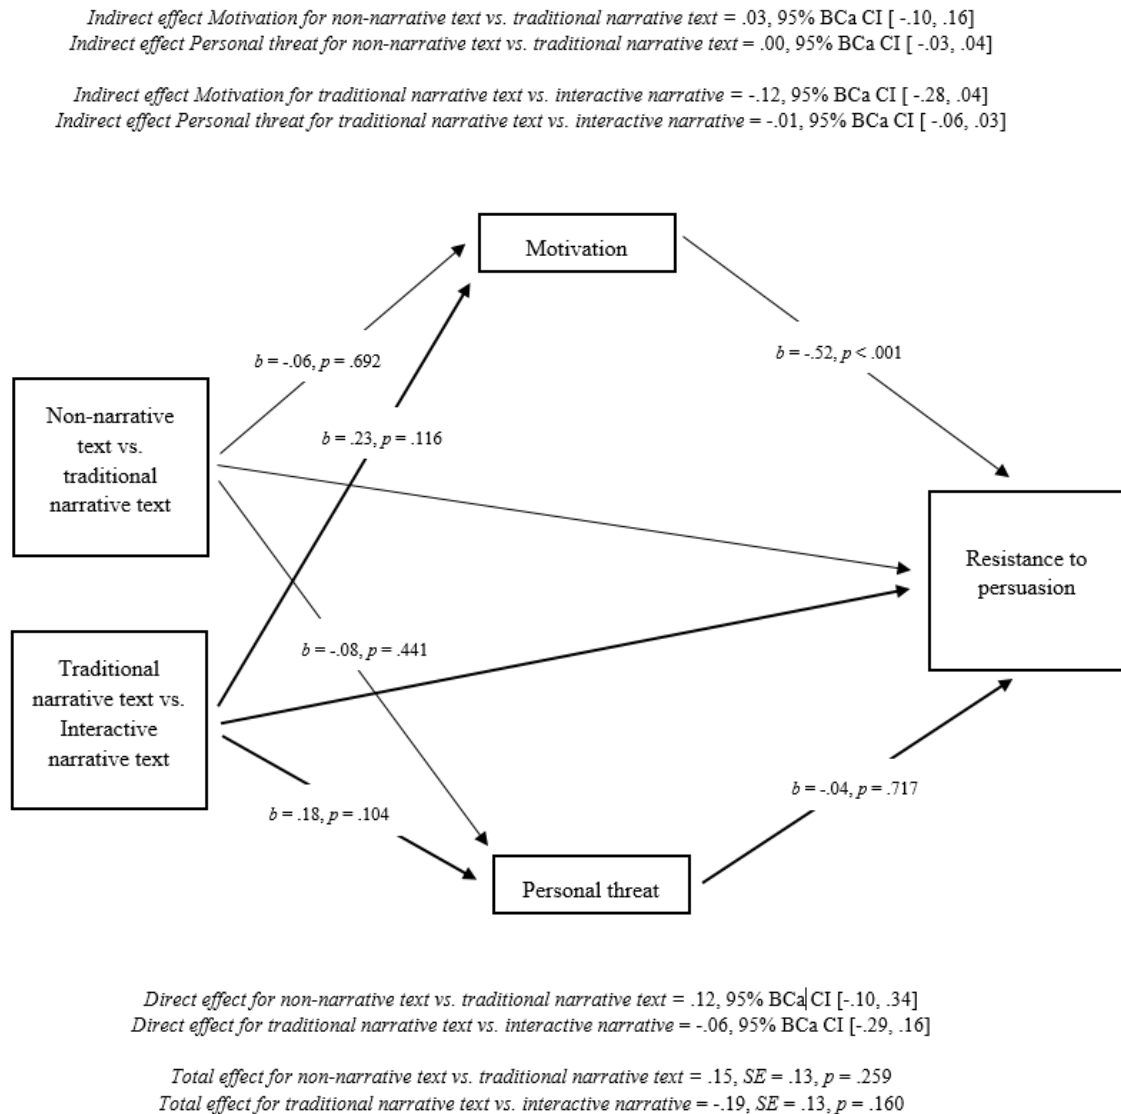 Indirect effect Motivation for non-narrative text vs. traditional narrative text = .03, 95% BCa CI [ -.10, .16]
Indirect effect Personal threat for non-narrative text vs. traditional narrative text = .00, 95% BCa CI [ -.03, .04]
Indirect effect Motivation for traditional narrative text vs. interactive narrative = -.12, 95% BCa CI [ -.28, .04]
Indirect effect Personal threat for traditional narrative text vs. interactive narrative = -.01, 95% BCa CI [ -.06, .03]
Motivation
b = -.06, p = .692
b = -.52, p < .001
Non-narrative
text vs.
traditional
narrative text
b = .23, p = .116
Resistance to
persuasion
b = -.08, p = .441
Traditional
narrative text vs.
Interactive
narrative text
b = .18, p = .104
b = -.04, p = .717
Personal threat
Direct effect for non-narrative text vs. traditional narrative text = .12, 95% BCa CI [-.10, .34]
Direct effect for traditional narrative text vs. interactive narrative = -.06, 95% BCa CI [-.29, .16]
Total effect for non-narrative text vs. traditional narrative text = .15, SE = .13, p = .259
Total effect for traditional narrative text vs. interactive narrative = -.19, SE = .13, p = .160